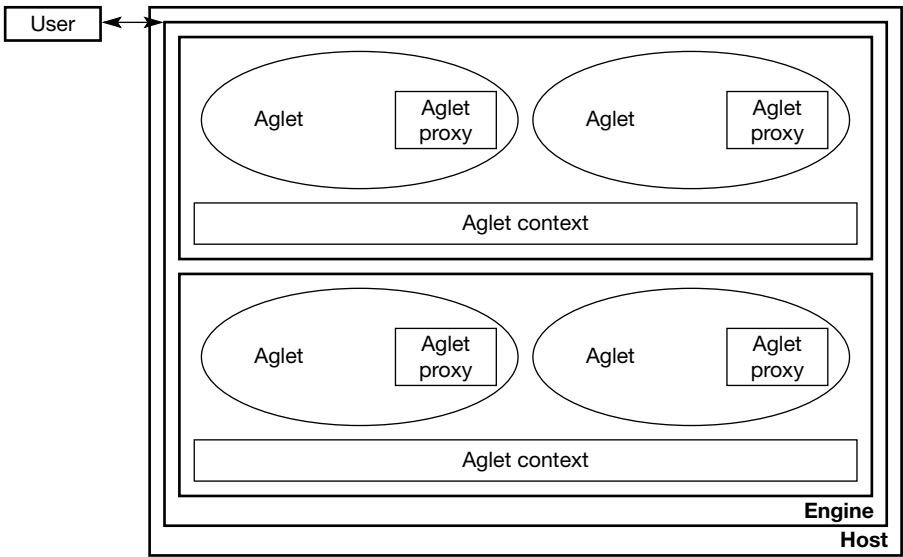 User
Aglet
Aglet
proxy
Aglet
Aglet
proxy
Aglet context
Aglet
Aglet
proxy
Aglet
Aglet
proxy
Aglet context
Engine
Host